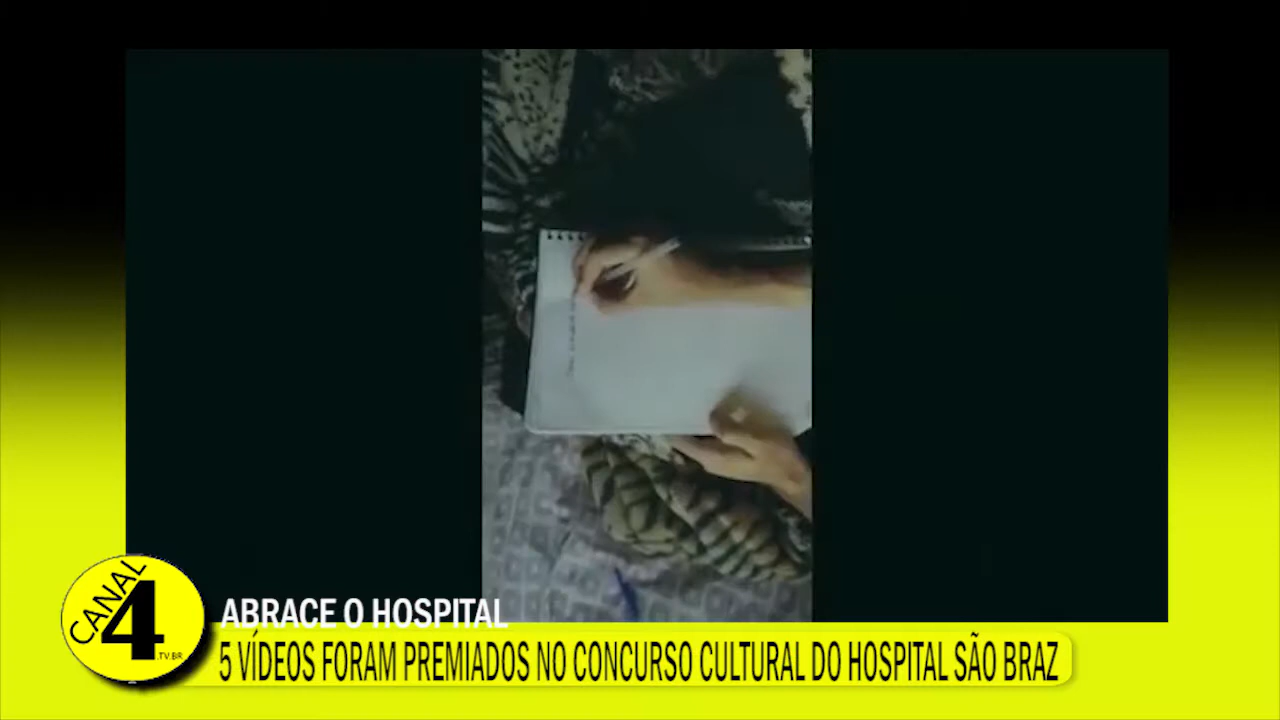 CANAL
4
.TV.BR
ABRACE O HOSPITAL
5 VÍDEOS FORAM PREMIADOS NO CONCURSO CULTURAL DO HOSPITAL SÃO BRAZ